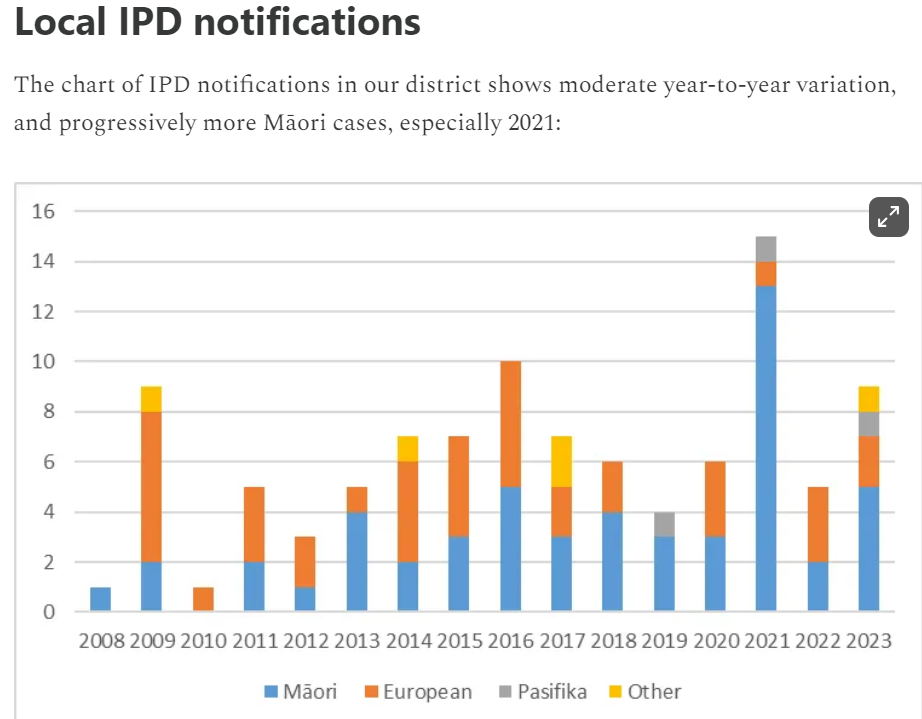 Local IPD notifications
The chart of IPD notifications in our district shows moderate year-to-year variation,
and progressively more Māori cases, especially 2021:
16
14
12
10
8
6
4
2
0
2008 2009 2010 2011 2012 2013 2014 2015 2016 2017 2018 2019 2020 2021 2022 2023
Māori European Pasifika Other